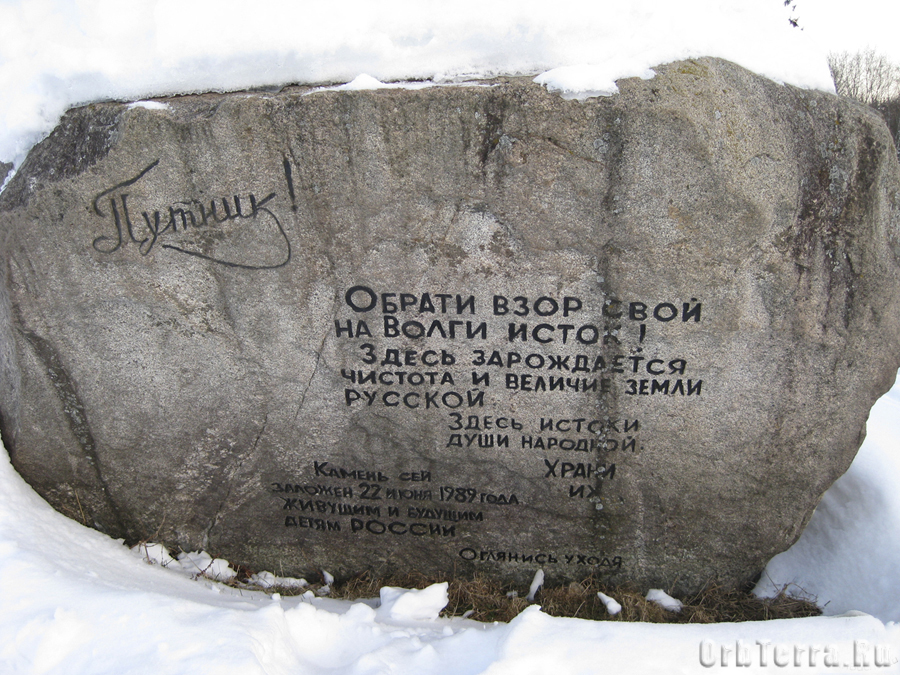 Путник!
Обрати взор свой
на Волги исток!
Здесь зарождается
чистота и величие земли
русской.
Здесь истоки
души народной.
Храни
их
Камень сей
заложен 22 июня 1989 года
живущим и будущим
детям России
Оглянись уходя
OrbTerra.Ru